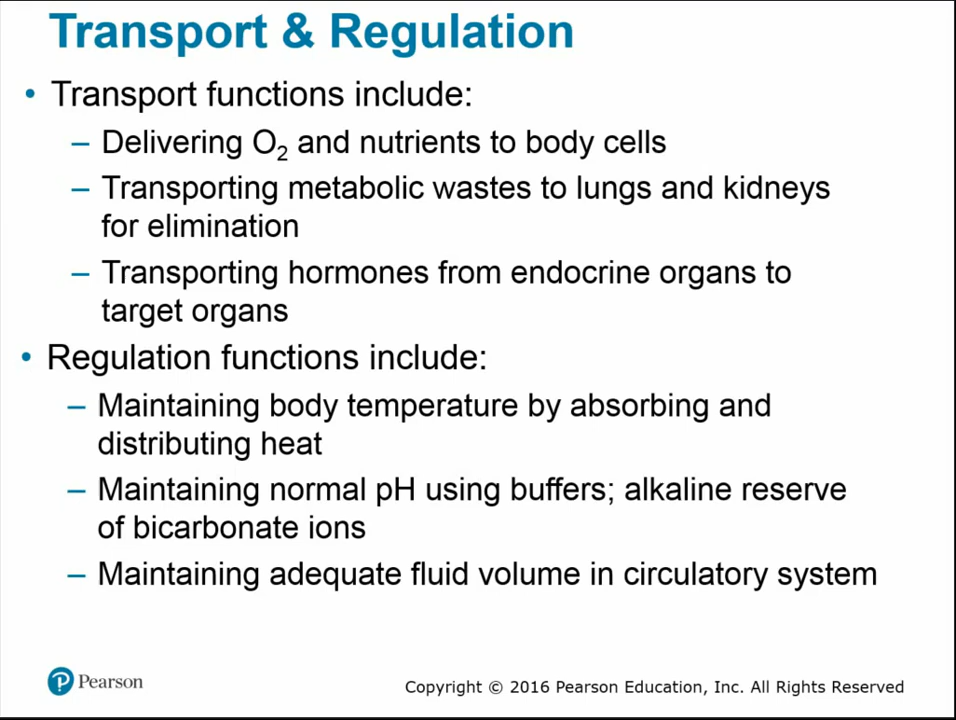 Transport & Regulation
• Transport functions include:
– Delivering O₂ and nutrients to body cells
– Transporting metabolic wastes to lungs and kidneys
for elimination
– Transporting hormones from endocrine organs to
target organs
• Regulation functions include:
– Maintaining body temperature by absorbing and
distributing heat
– Maintaining normal pH using buffers; alkaline reserve
of bicarbonate ions
– Maintaining adequate fluid volume in circulatory system
P Pearson
Copyright © 2016 Pearson Education, Inc. All Rights Reserved